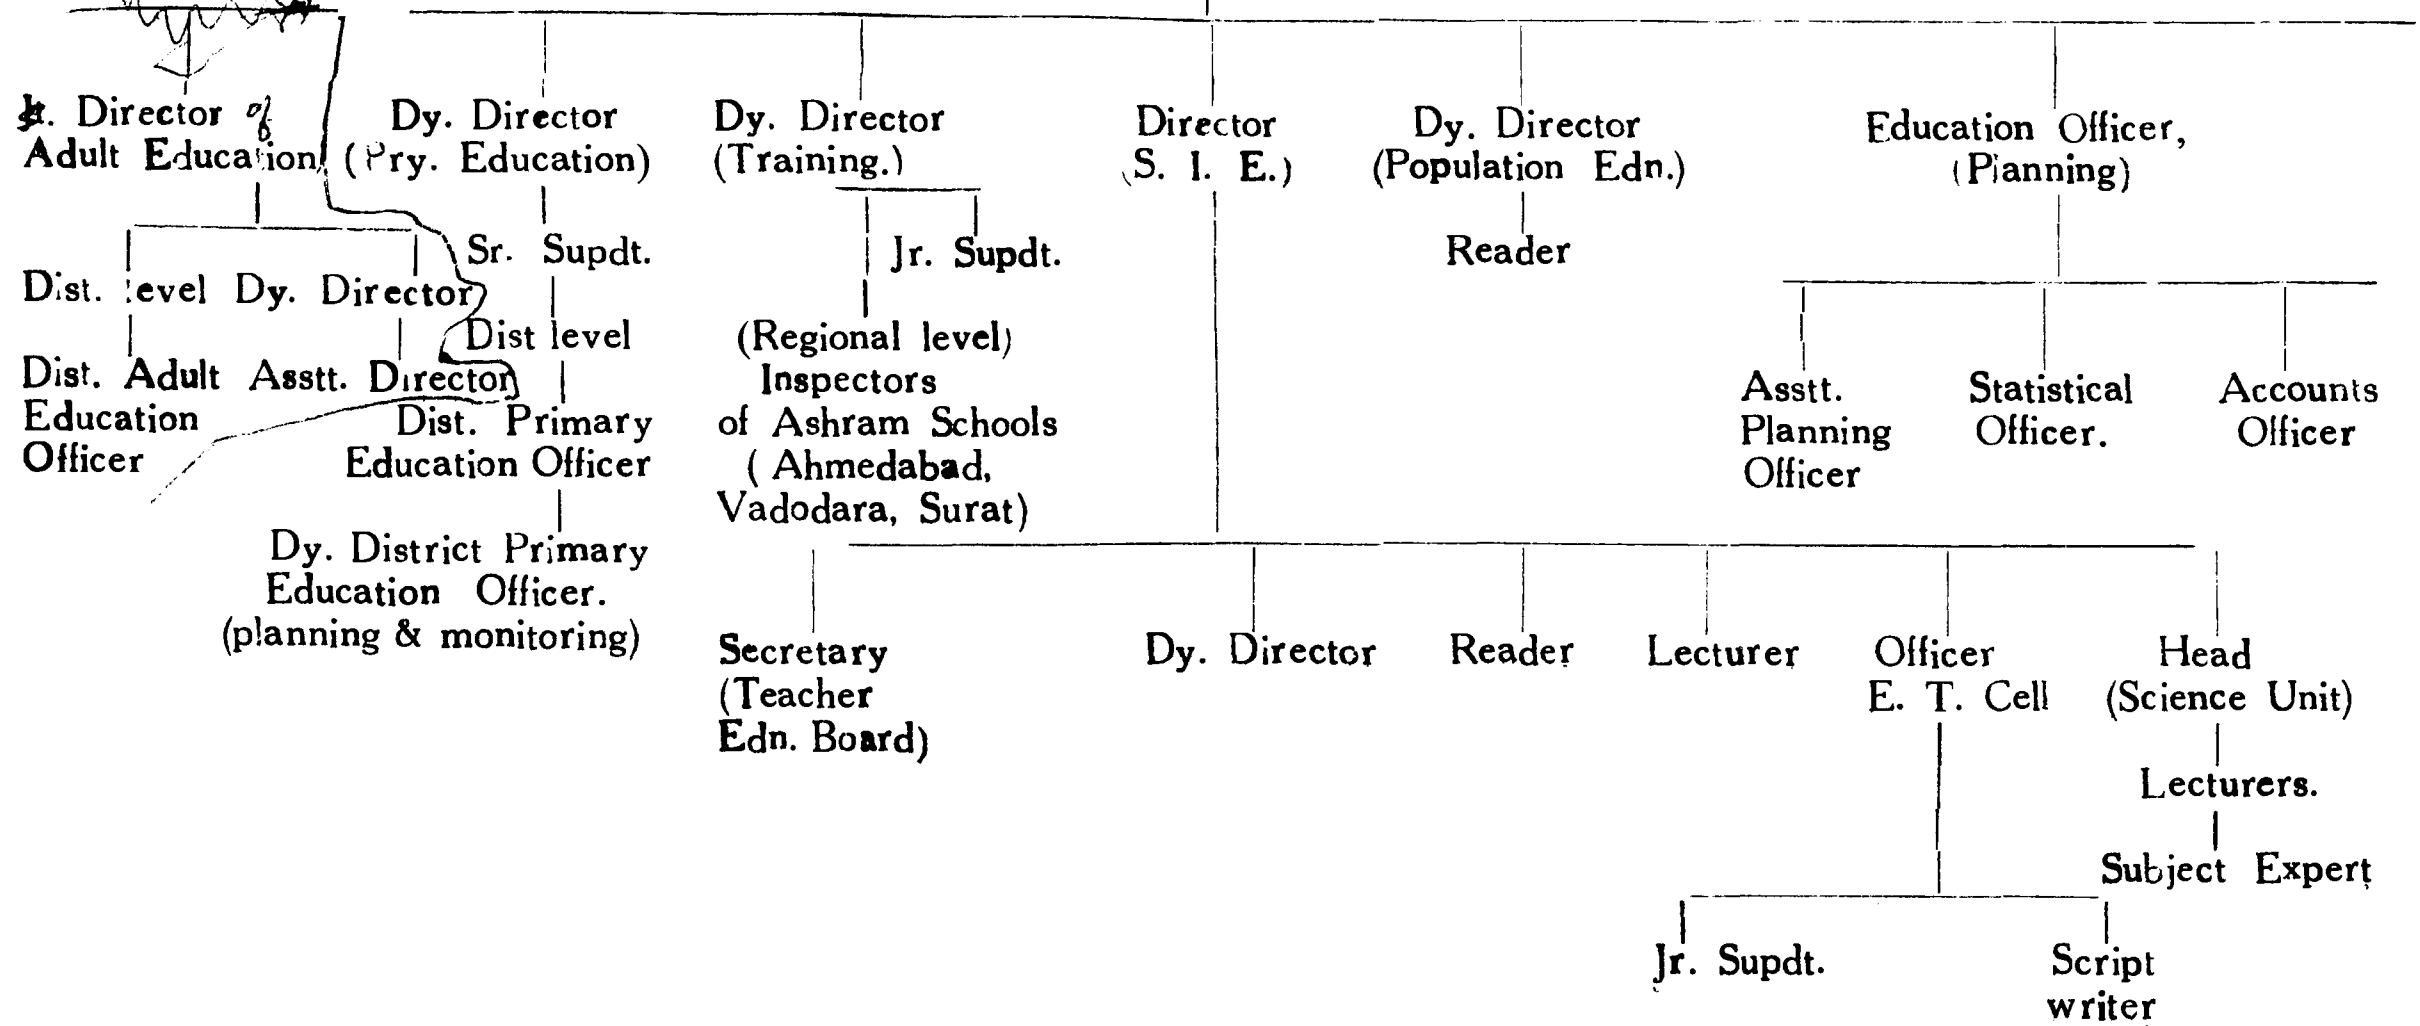 Director of
Adult Education
Dy. Director
(Pry. Education)
Dy. Director
(Training.)
Director
(S. I. E.)
Dy. Director
(Population Edn.)
Education Officer,
(Planning)
Sr. Supdt.
Jr. Supdt.
Reader
Dist. level Dy. Director
Dist level
(Regional level)
Inspectors
of Ashram Schools
( Ahmedabad,
Vadodara, Surat)
Dist. Adult Asstt. Director
Education
Officer
Dist. Primary
Education Officer
Asstt.
Planning
Officer
Statistical
Officer.
Accounts
Officer
Dy. District Primary
Education Officer.
(planning & monitoring)
Secretary
(Teacher
Edn. Board)
Dy. Director
Reader
Lecturer
Officer
E. T. Cell
Head
(Science Unit)
Lecturers.
Subject Expert
Jr. Supdt.
Script
writer